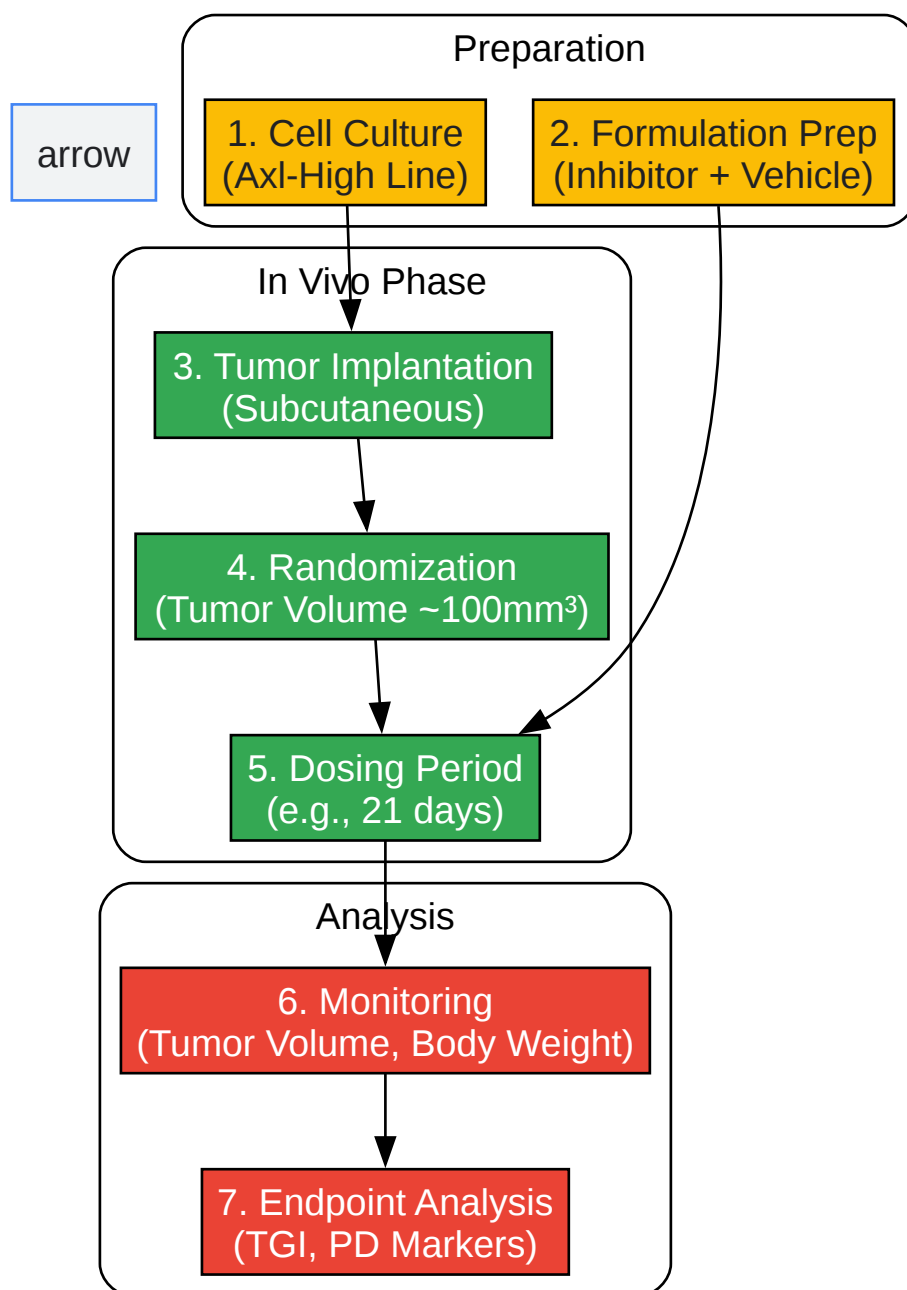 Preparation
arrow
1. Cell Culture
(Axl-High Line)
2. Formulation Prep
(Inhibitor + Vehicle)
In Vivo Phase
3. Tumor Implantation
(Subcutaneous)
4. Randomization
(Tumor Volume ~100mm³)
5. Dosing Period
(e.g., 21 days)
Analysis
6. Monitoring
(Tumor Volume, Body Weight)
7. Endpoint Analysis
(TGI, PD Markers)